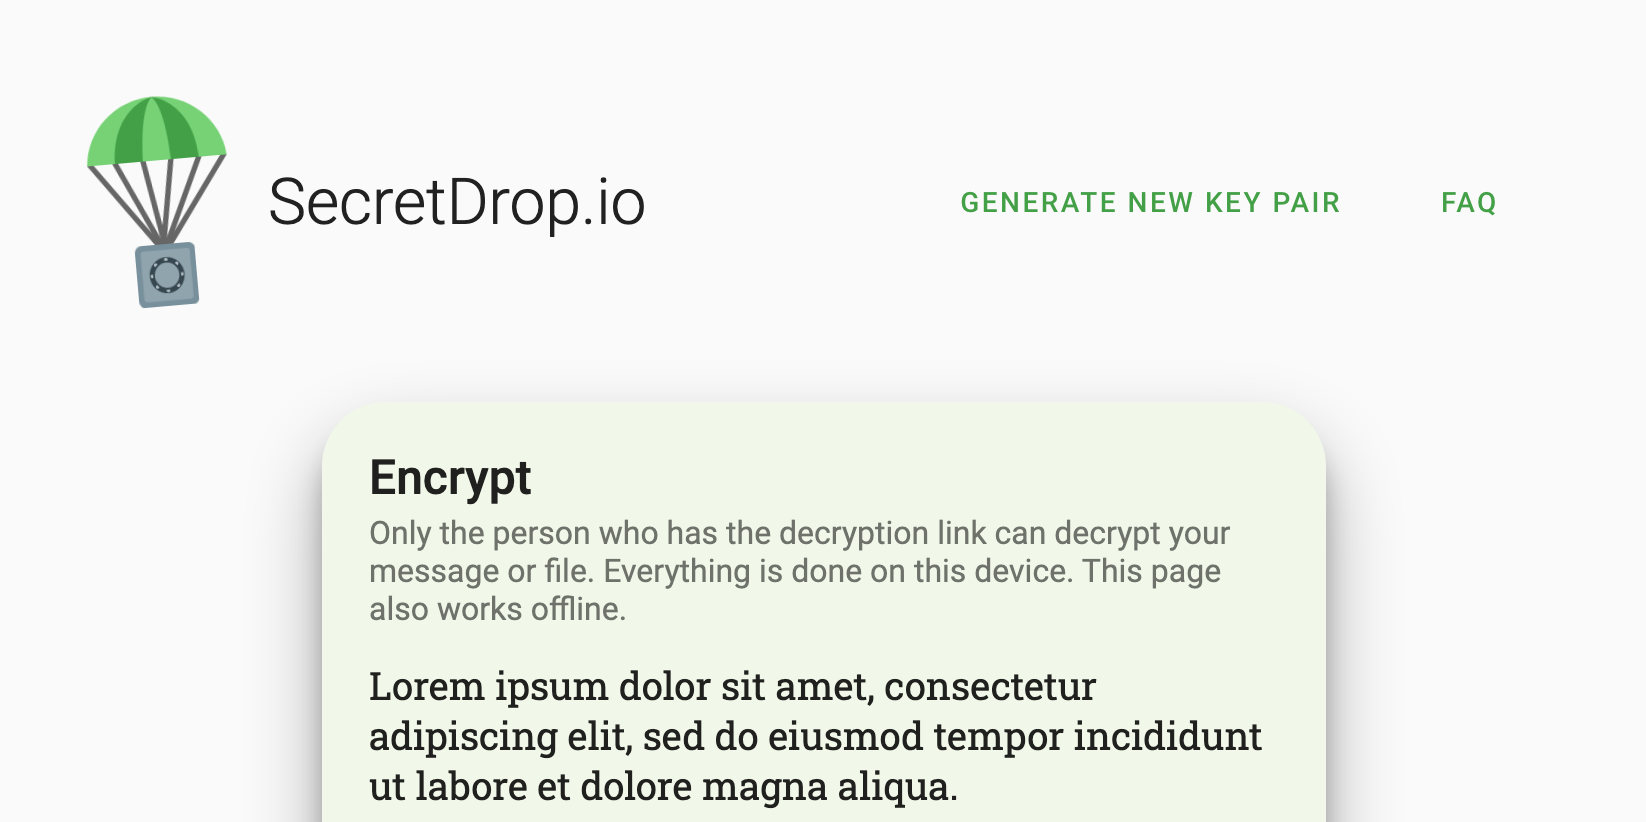 SecretDrop.io
GENERATE NEW KEY PAIR
FAQ
Encrypt
Only the person who has the decryption link can decrypt your
message or file. Everything is done on this device. This page
also works offline.
Lorem ipsum dolor sit amet, consectetur
adipiscing elit, sed do eiusmod tempor incididunt
ut labore et dolore magna aliqua.